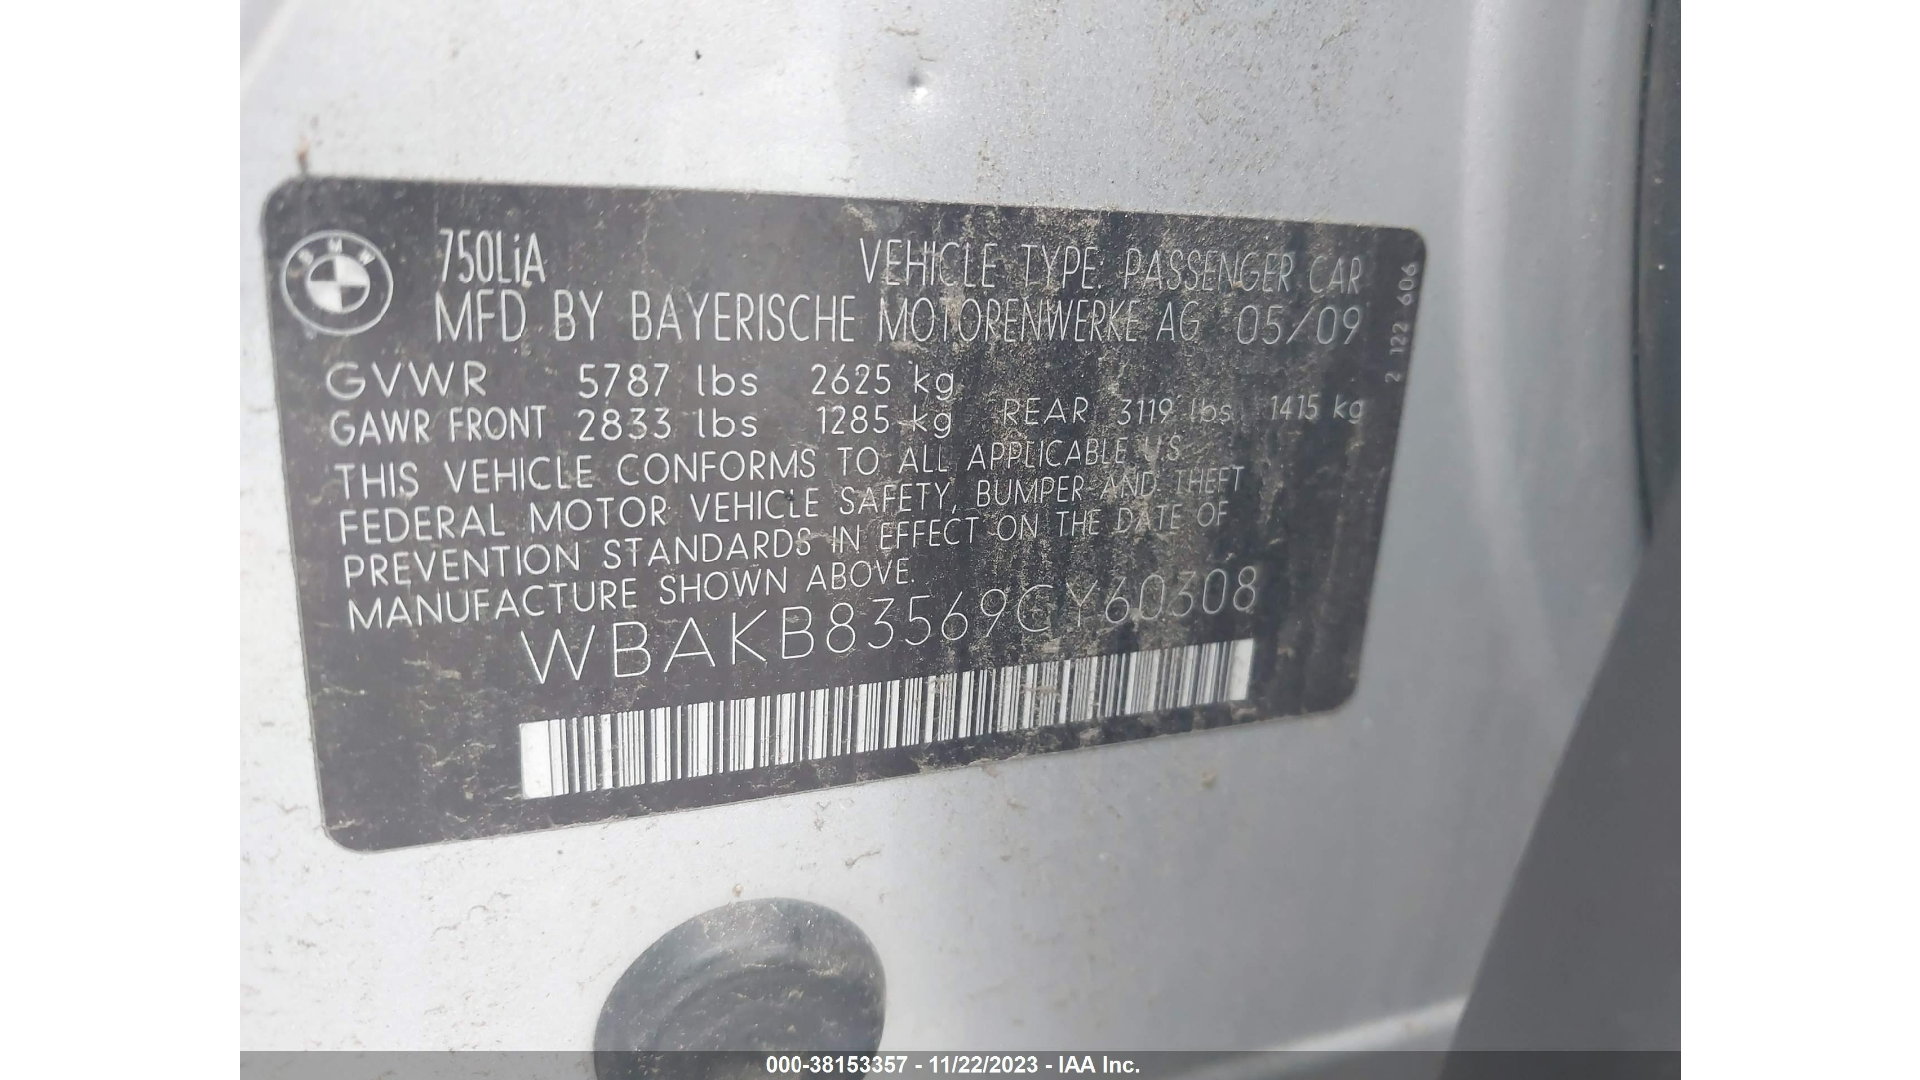 BMW
750LiA VEHICLE TYPE: PASSENGER CAR
MFD BY BAYERISCHE MOTORENWERKE AG 05/09
GVWR 5787 lbs 2625 kg
GAWR FRONT 2833 lbs 1285 kg REAR 3119 lbs 1415 kg
THIS VEHICLE CONFORMS TO ALL APPLICABLE U.S.
FEDERAL MOTOR VEHICLE SAFETY, BUMPER AND THEFT
PREVENTION STANDARDS IN EFFECT ON THE DATE OF
MANUFACTURE SHOWN ABOVE.
WBAKB83569CY60308
2 122 606
000-38153357 - 11/22/2023 - IAA Inc.